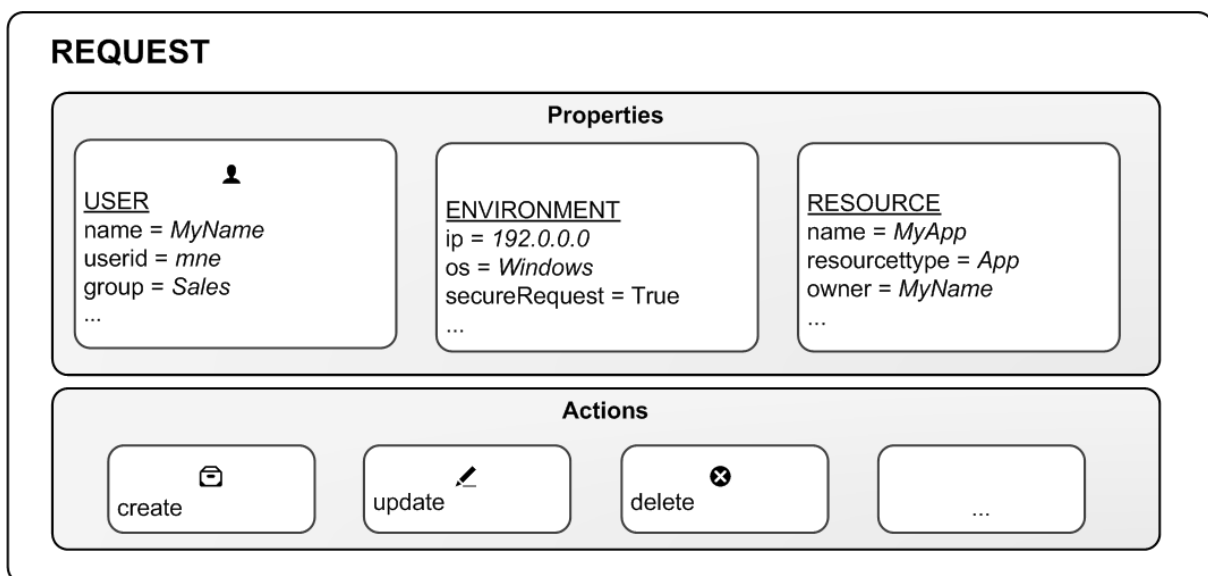 REQUEST
Properties
USER
name = MyName
userid = mne
group = Sales
...
ENVIRONMENT
ip = 192.0.0.0
os = Windows
secureRequest = True
...
RESOURCE
name = MyApp
resourcettype = App
owner = MyName
...
Actions
create
update
delete
...